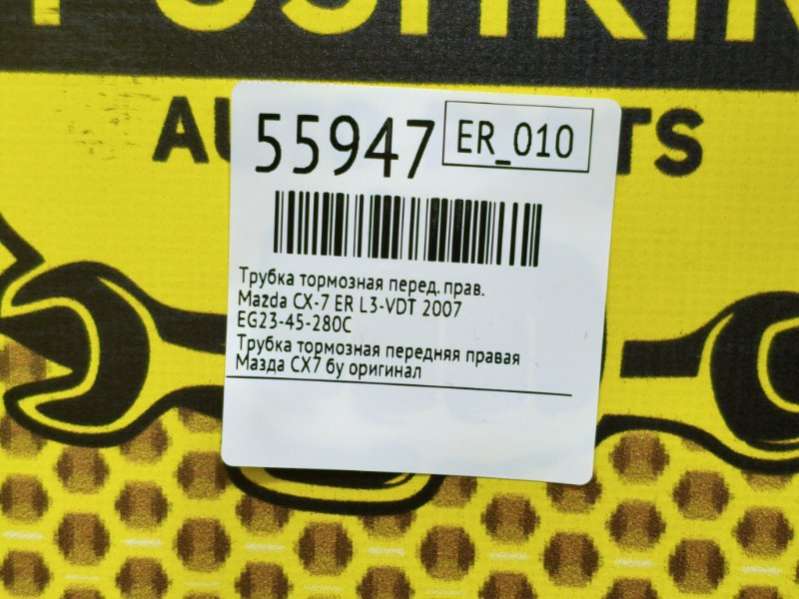 PUSHKIN
55947
ER_010
Трубка тормозная перед. прав.
Mazda CX-7 ER L3-VDT 2007
EG23-45-280C
Трубка тормозная передняя правая
Мазда СХ7 бу оригинал